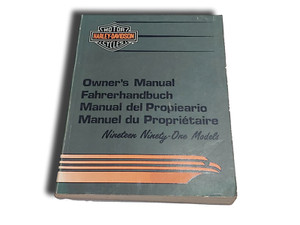 MOTOR
HARLEY-DAVIDSON
CYCLES
Owner's Manual
Fahrerhandbuch
Manual del Propieario
Manuel du Propriétaire
Nineteen Ninety-One Models